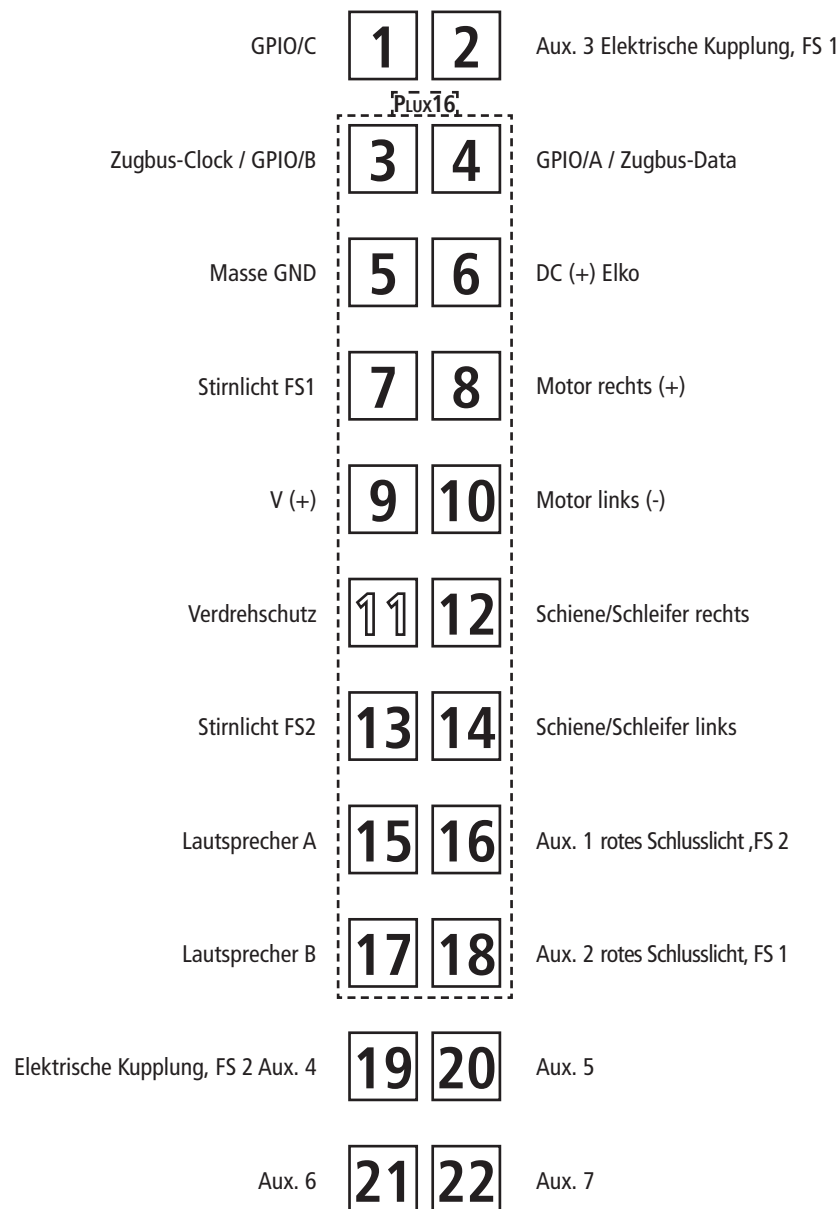 GPIO/C 1 2 Aux. 3 Elektrische Kupplung, FS 1
PLUX16
Zugbus-Clock / GPIO/B 3 4 GPIO/A / Zugbus-Data
Masse GND 5 6 DC (+) Elko
Stirnlicht FS1 7 8 Motor rechts (+)
V (+) 9 10 Motor links (-)
Verdrehschutz 11 12 Schiene/Schleifer rechts
Stirnlicht FS2 13 14 Schiene/Schleifer links
Lautsprecher A 15 16 Aux. 1 rotes Schlusslicht ,FS 2
Lautsprecher B 17 18 Aux. 2 rotes Schlusslicht, FS 1
Elektrische Kupplung, FS 2 Aux. 4 19 20 Aux. 5
Aux. 6 21 22 Aux. 7